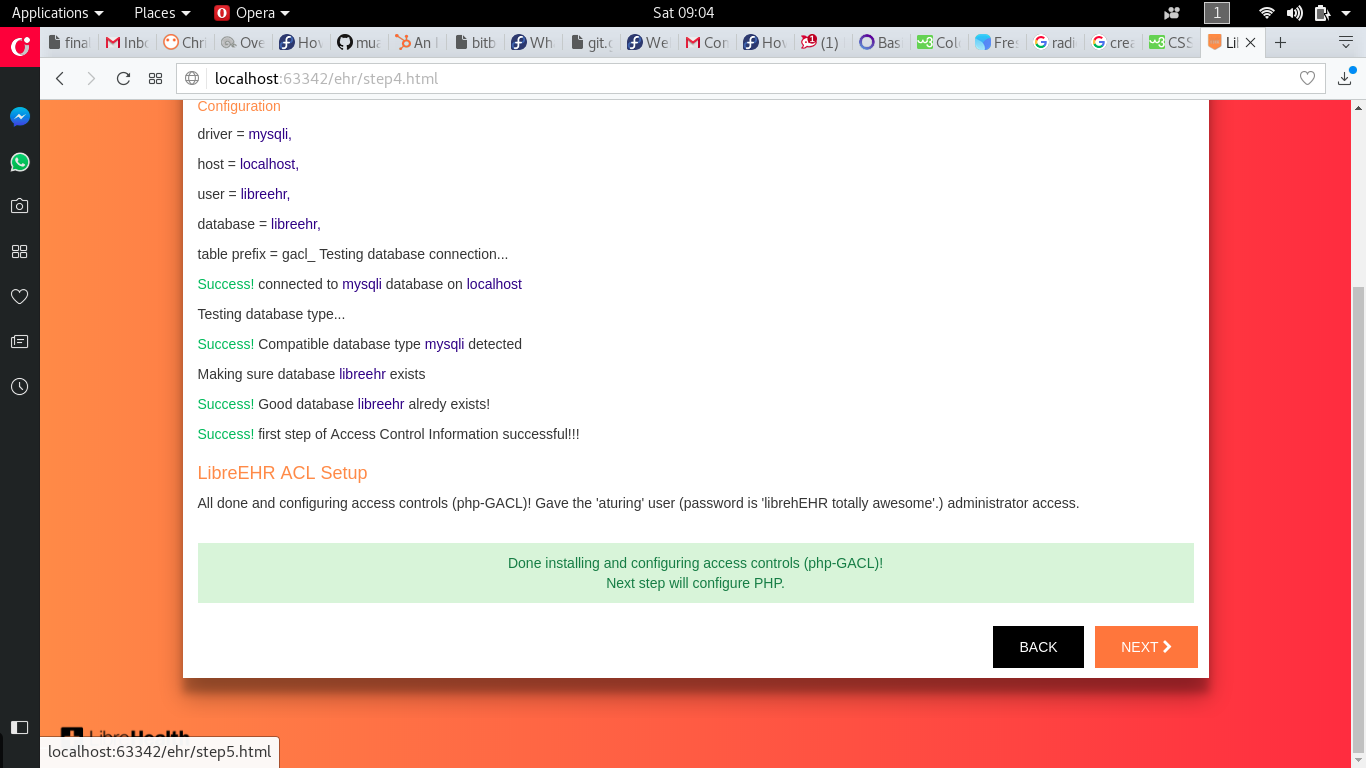 Applications Places Opera Sat 09:04 1
final Inbo Chri Ove Hov mua An I bitb Wha git.g We Con Hov (1) Bas Colo Fres radi crea CSS Lil
localhost:63342/ehr/step4.html
Configuration
driver = mysqli,
host = localhost,
user = libreehr,
database = libreehr,
table prefix = gacl_ Testing database connection...
Success! connected to mysqli database on localhost
Testing database type...
Success! Compatible database type mysqli detected
Making sure database libreehr exists
Success! Good database libreehr alredy exists!
Success! first step of Access Control Information successful!!!
LibreEHR ACL Setup
All done and configuring access controls (php-GACL)! Gave the 'aturing' user (password is 'librehEHR totally awesome'.) administrator access.
Done installing and configuring access controls (php-GACL)!
Next step will configure PHP.
BACK NEXT
LibreHealth
localhost:63342/ehr/step5.html